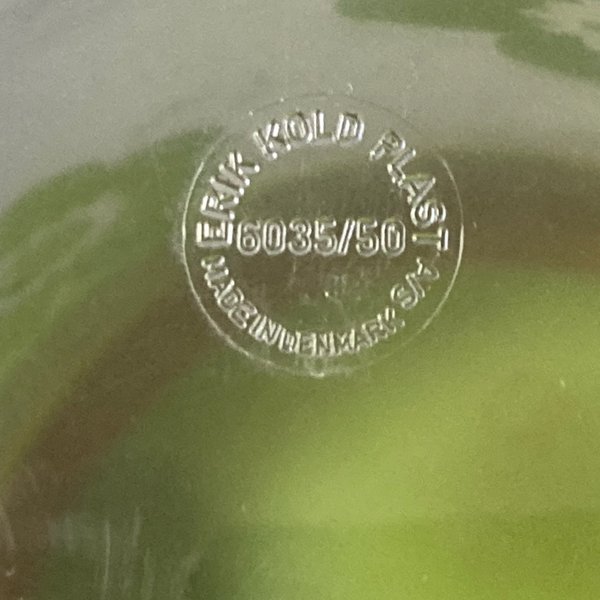 ERIK KOLD PLAST A/S
6035/50
MADE IN DENMARK